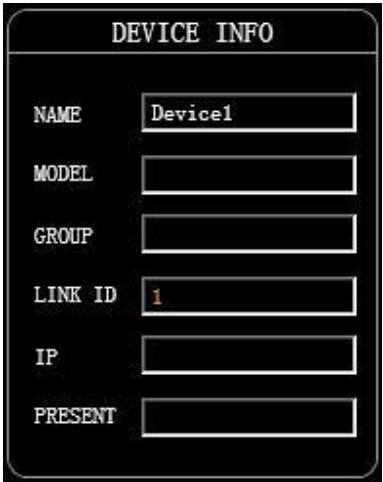 DEVICE INFO
NAME Device1
MODEL
GROUP
LINK ID 1
IP
PRESENT